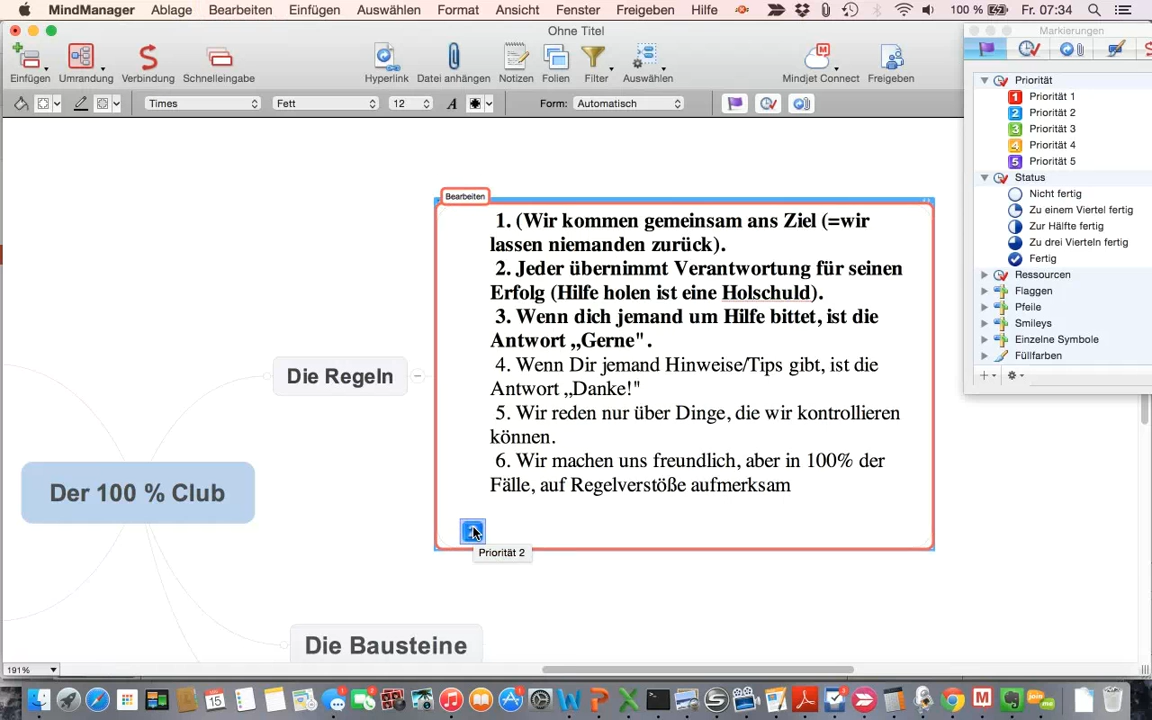 MindManager Ablage Bearbeiten Einfügen Auswählen Format Ansicht Fenster Freigeben Hilfe 100 % Fr. 07:34
Ohne Titel
Markierungen
Einfügen Umrandung Verbindung Schnelleingabe Hyperlink Datei anhängen Notizen Folien Filter Auswählen Mindjet Connect Freigeben
Times Fett 12 A Form: Automatisch
Priorität
1 Priorität 1
2 Priorität 2
3 Priorität 3
4 Priorität 4
5 Priorität 5
Status
Nicht fertig
Zu einem Viertel fertig
Zur Hälfte fertig
Zu drei Vierteln fertig
Fertig
Ressourcen
Flaggen
Pfeile
Smileys
Einzelne Symbole
Füllfarben
Bearbeiten
1. (Wir kommen gemeinsam ans Ziel (=wir
lassen niemanden zurück).
2. Jeder übernimmt Verantwortung für seinen
Erfolg (Hilfe holen ist eine Holschuld).
3. Wenn dich jemand um Hilfe bittet, ist die
Antwort „Gerne".
4. Wenn Dir jemand Hinweise/Tips gibt, ist die
Antwort „Danke!"
5. Wir reden nur über Dinge, die wir kontrollieren
können.
6. Wir machen uns freundlich, aber in 100% der
Fälle, auf Regelverstöße aufmerksam
Priorität 2
Die Regeln
Der 100 % Club
Die Bausteine
191%